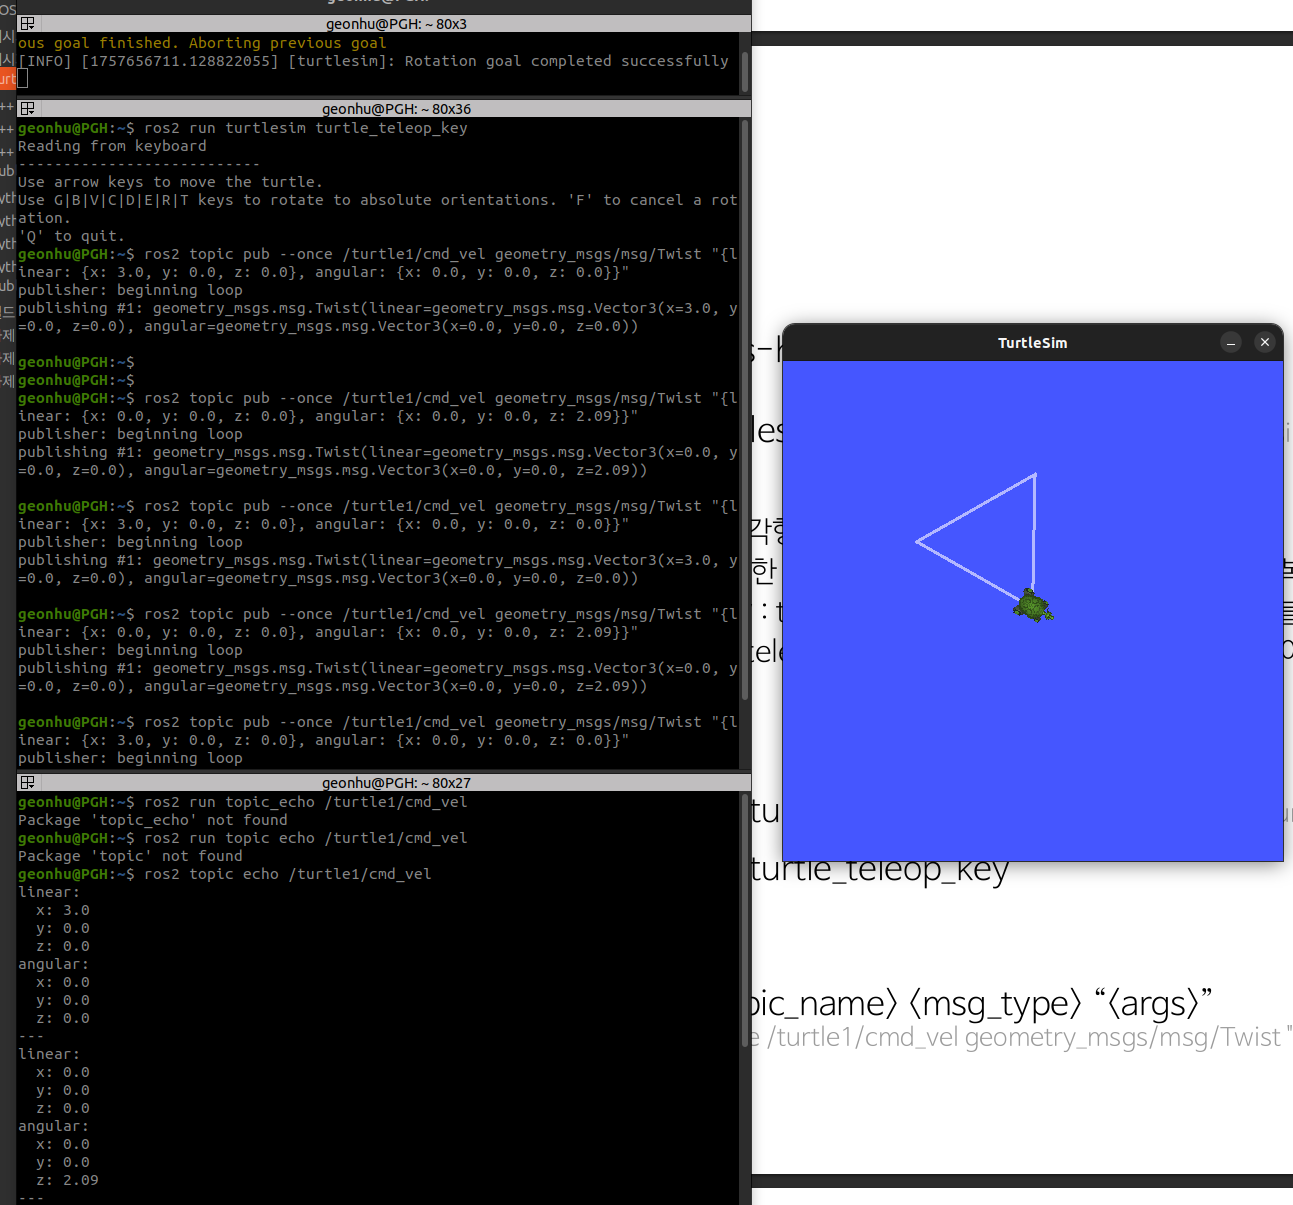 geonhu@PGH: ~ 80x3
ous goal finished. Aborting previous goal
[INFO] [1757656711.128822055] [turtlesim]: Rotation goal completed successfully
geonhu@PGH: ~ 80x36
geonhu@PGH:~$ ros2 run turtlesim turtle_teleop_key
Reading from keyboard
---------------------------
Use arrow keys to move the turtle.
Use G|B|V|C|D|E|R|T keys to rotate to absolute orientations. 'F' to cancel a rot
ation.
'Q' to quit.
geonhu@PGH:~$ ros2 topic pub --once /turtle1/cmd_vel geometry_msgs/msg/Twist "{l
inear: {x: 3.0, y: 0.0, z: 0.0}, angular: {x: 0.0, y: 0.0, z: 0.0}}"
publisher: beginning loop
publishing #1: geometry_msgs.msg.Twist(linear=geometry_msgs.msg.Vector3(x=3.0, y
=0.0, z=0.0), angular=geometry_msgs.msg.Vector3(x=0.0, y=0.0, z=0.0))
geonhu@PGH:~$
geonhu@PGH:~$
geonhu@PGH:~$ ros2 topic pub --once /turtle1/cmd_vel geometry_msgs/msg/Twist "{l
inear: {x: 0.0, y: 0.0, z: 0.0}, angular: {x: 0.0, y: 0.0, z: 2.09}}"
publisher: beginning loop
publishing #1: geometry_msgs.msg.Twist(linear=geometry_msgs.msg.Vector3(x=0.0, y
=0.0, z=0.0), angular=geometry_msgs.msg.Vector3(x=0.0, y=0.0, z=2.09))
geonhu@PGH:~$ ros2 topic pub --once /turtle1/cmd_vel geometry_msgs/msg/Twist "{l
inear: {x: 3.0, y: 0.0, z: 0.0}, angular: {x: 0.0, y: 0.0, z: 0.0}}"
publisher: beginning loop
publishing #1: geometry_msgs.msg.Twist(linear=geometry_msgs.msg.Vector3(x=3.0, y
=0.0, z=0.0), angular=geometry_msgs.msg.Vector3(x=0.0, y=0.0, z=0.0))
geonhu@PGH:~$ ros2 topic pub --once /turtle1/cmd_vel geometry_msgs/msg/Twist "{l
inear: {x: 0.0, y: 0.0, z: 0.0}, angular: {x: 0.0, y: 0.0, z: 2.09}}"
publisher: beginning loop
publishing #1: geometry_msgs.msg.Twist(linear=geometry_msgs.msg.Vector3(x=0.0, y
=0.0, z=0.0), angular=geometry_msgs.msg.Vector3(x=0.0, y=0.0, z=2.09))
geonhu@PGH:~$ ros2 topic pub --once /turtle1/cmd_vel geometry_msgs/msg/Twist "{l
inear: {x: 3.0, y: 0.0, z: 0.0}, angular: {x: 0.0, y: 0.0, z: 0.0}}"
publisher: beginning loop
geonhu@PGH: ~ 80x27
geonhu@PGH:~$ ros2 run topic_echo /turtle1/cmd_vel
Package 'topic_echo' not found
geonhu@PGH:~$ ros2 run topic echo /turtle1/cmd_vel
Package 'topic' not found
geonhu@PGH:~$ ros2 topic echo /turtle1/cmd_vel
linear:
  x: 3.0
  y: 0.0
  z: 0.0
angular:
  x: 0.0
  y: 0.0
  z: 0.0
---
linear:
  x: 0.0
  y: 0.0
  z: 0.0
angular:
  x: 0.0
  y: 0.0
  z: 2.09
---
TurtleSim
turtle_teleop_key
pic_name〉 〈msg_type〉 “〈args〉”
e /turtle1/cmd_vel geometry_msgs/msg/Twist "